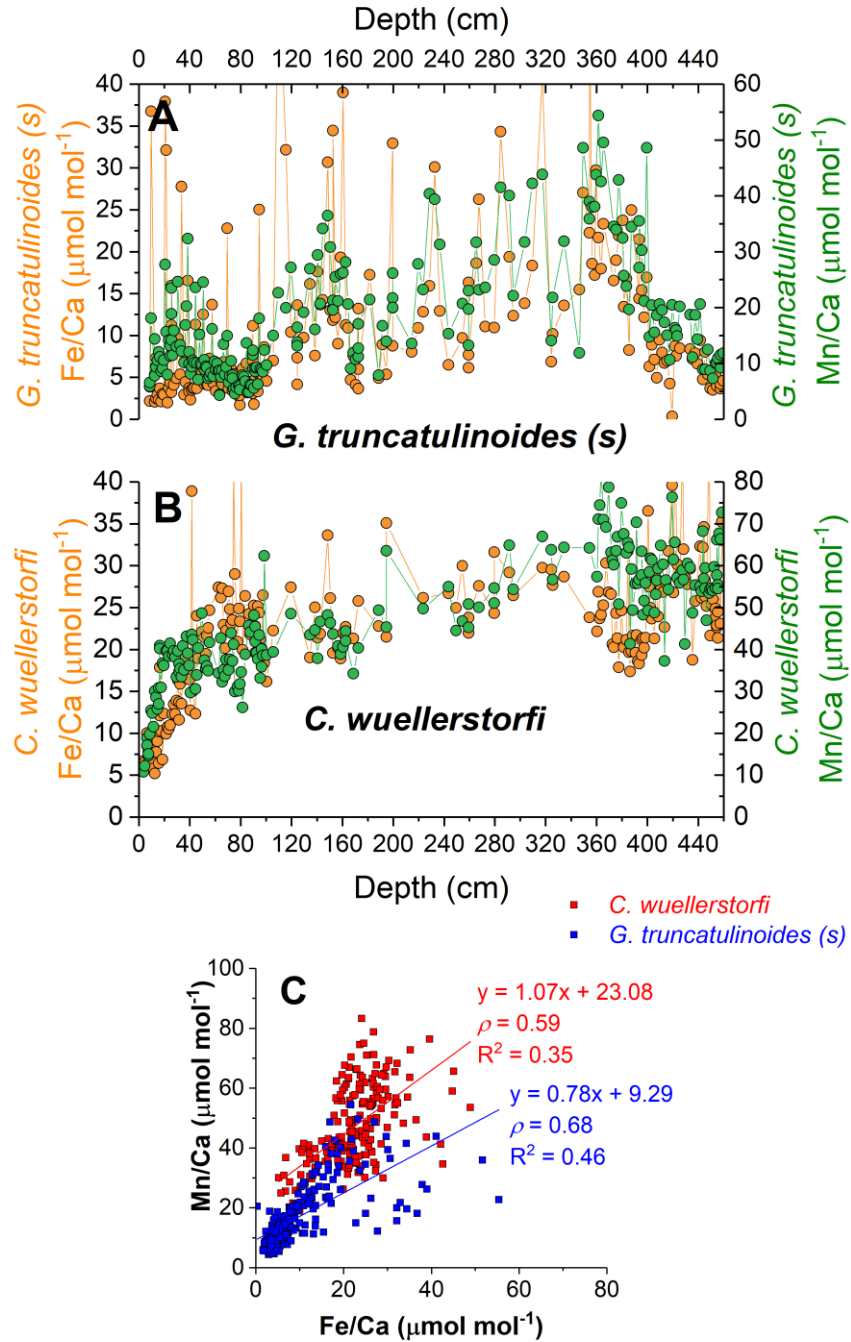 Depth (cm)
0 40 80 120 160 200 240 280 320 360 400 440
A
40
35
30
25
20
15
10
5
0
G. truncatulinoides (s)
Fe/Ca (μmol mol⁻¹)
60
50
40
30
20
10
0
G. truncatulinoides (s)
Mn/Ca (μmol mol⁻¹)
G. truncatulinoides (s)
B
40
35
30
25
20
15
10
5
0
C. wuellerstorfi
Fe/Ca (μmol mol⁻¹)
80
70
60
50
40
30
20
10
0
C. wuellerstorfi
Mn/Ca (μmol mol⁻¹)
C. wuellerstorfi
0 40 80 120 160 200 240 280 320 360 400 440
Depth (cm)
C. wuellerstorfi
G. truncatulinoides (s)
C
100
80
60
40
20
0
Mn/Ca (μmol mol⁻¹)
y = 1.07x + 23.08
ρ = 0.59
R² = 0.35
y = 0.78x + 9.29
ρ = 0.68
R² = 0.46
0 20 40 60 80
Fe/Ca (μmol mol⁻¹)